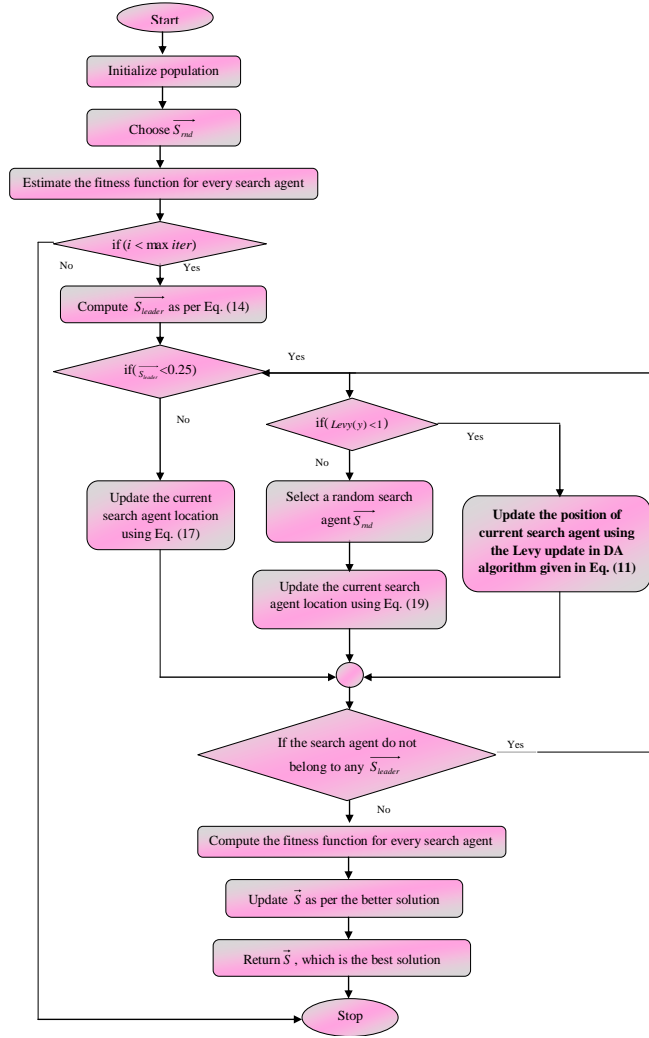 Start
Initialize population
Choose S_rnd
Estimate the fitness function for every search agent
if (i < max iter)
No
Yes
Compute S_leader as per Eq. (14)
Yes
if( S_leader <0.25)
if( Levy(y) <1)
No
Yes
No
Update the current
search agent location
using Eq. (17)
Select a random search
agent S_rnd
Update the position of
current search agent using
the Levy update in DA
algorithm given in Eq. (11)
Update the current search
agent location using Eq. (19)
If the search agent do not
belong to any S_leader
Yes
No
Compute the fitness function for every search agent
Update S as per the better solution
Return S , which is the best solution
Stop